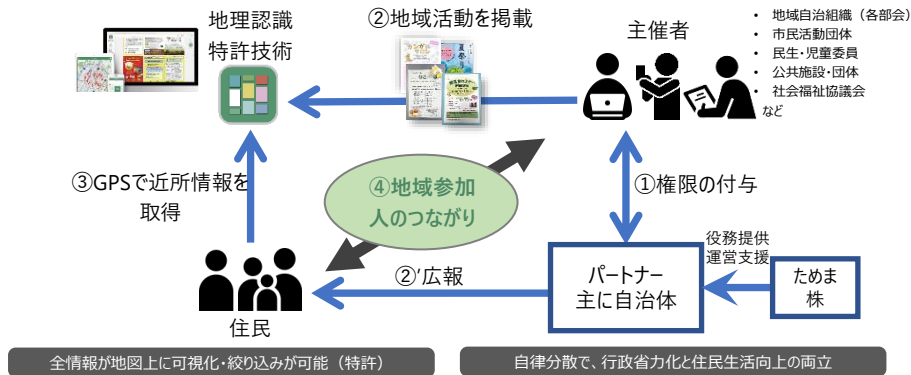 地理認識
特許技術
②地域活動を掲載
主催者
• 地域自治組織（各部会）
• 市民活動団体
• 民生・児童委員
• 公共施設・団体
• 社会福祉協議会
など
③GPSで近所情報を
取得
④地域参加
人のつながり
①権限の付与
役務提供
運営支援
パートナー
主に自治体
ためま
株
②’広報
住民
全情報が地図上に可視化・絞り込みが可能（特許）
自律分散で、行政省力化と住民生活向上の両立